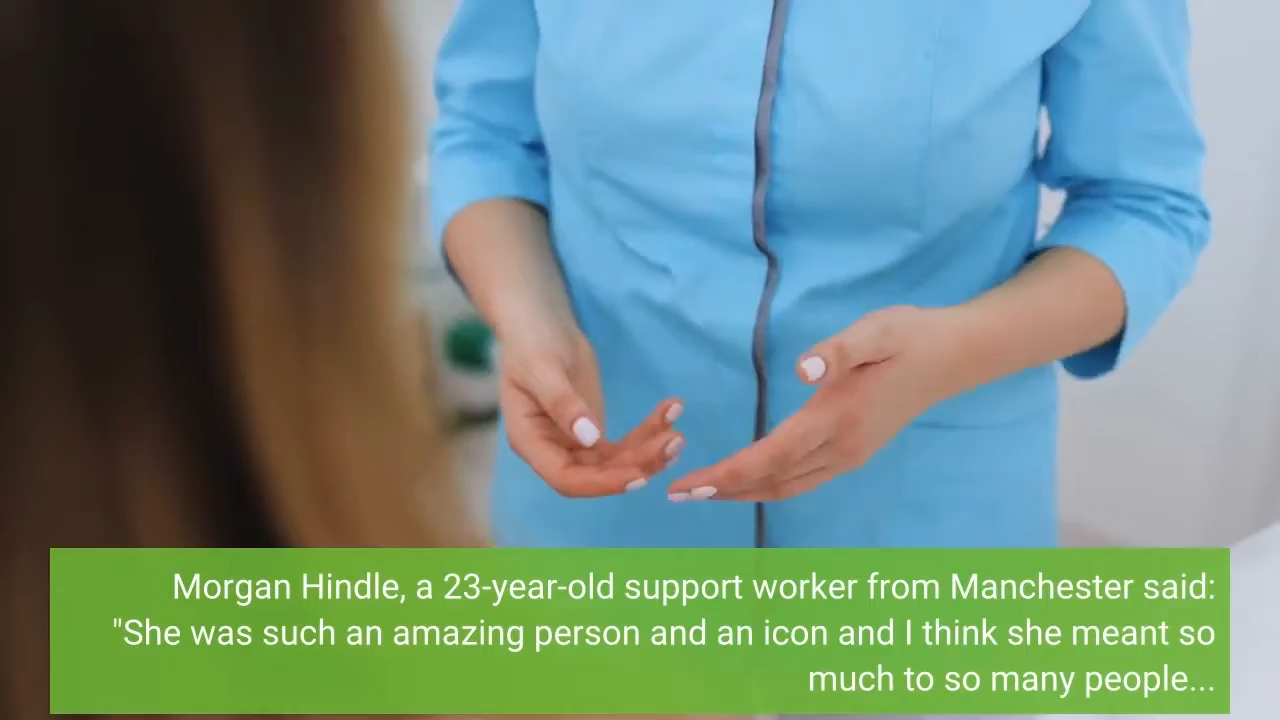 Morgan Hindle, a 23-year-old support worker from Manchester said:
"She was such an amazing person and an icon and I think she meant so
much to so many people...